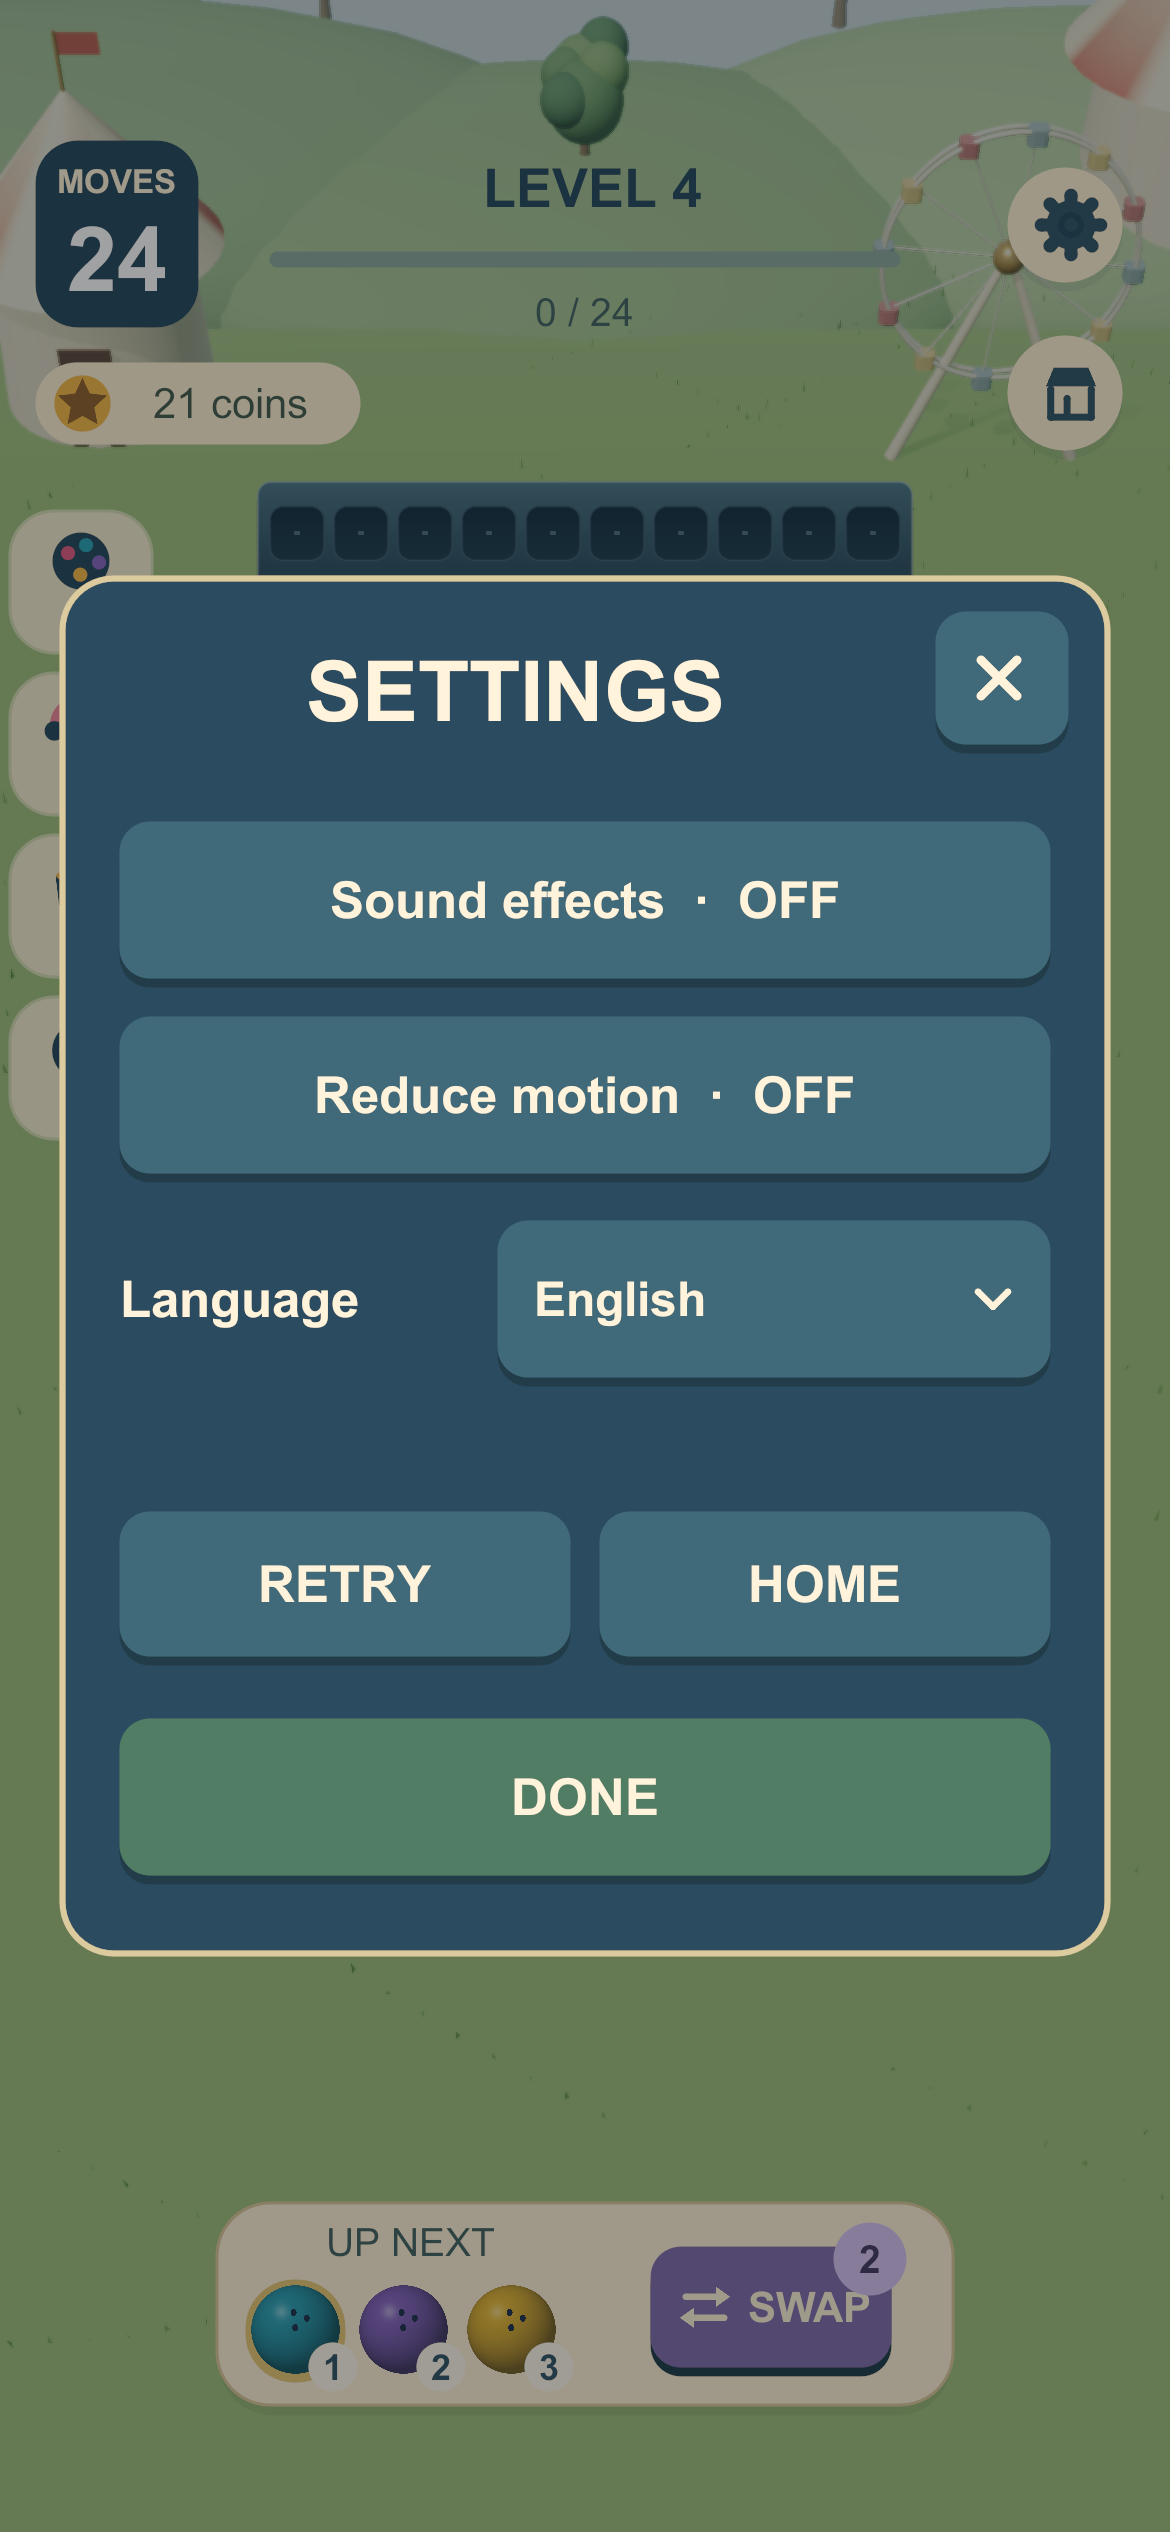 MOVES
24
LEVEL 4
0 / 24
21 coins
SETTINGS
Sound effects · OFF
Reduce motion · OFF
Language
English
RETRY
HOME
DONE
UP NEXT
1
2
3
SWAP
2